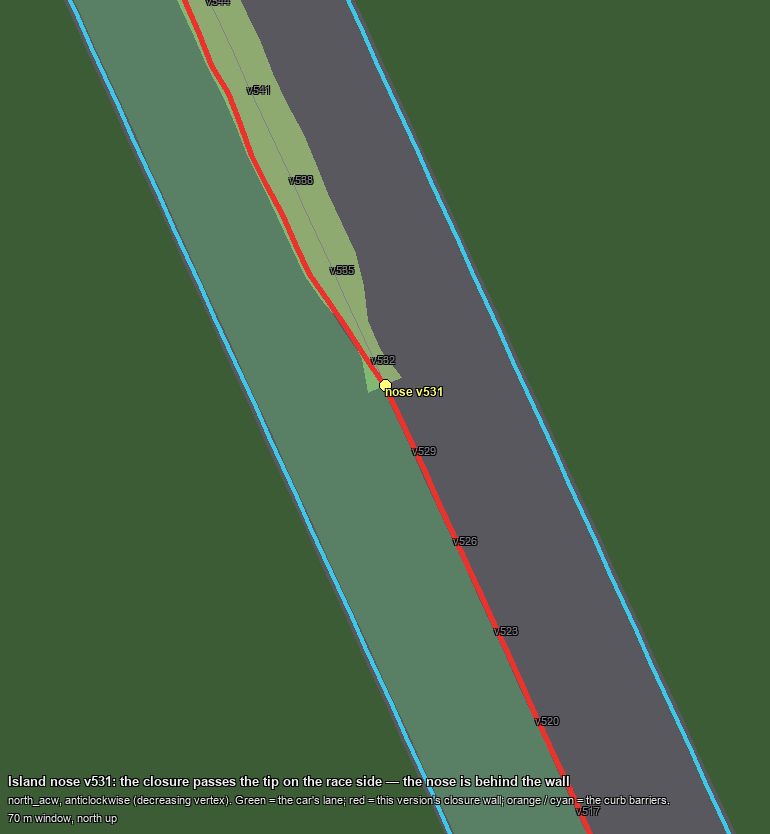 v544
v541
v538
v535
v532
nose v531
v529
v526
v523
v520
Island nose v531: the closure passes the tip on the race side — the nose is behind the wall
north_acw, anticlockwise (decreasing vertex). Green = the car's lane; red = this version's closure wall; orange / cyan = the curb barriers.
v517
70 m window, north up